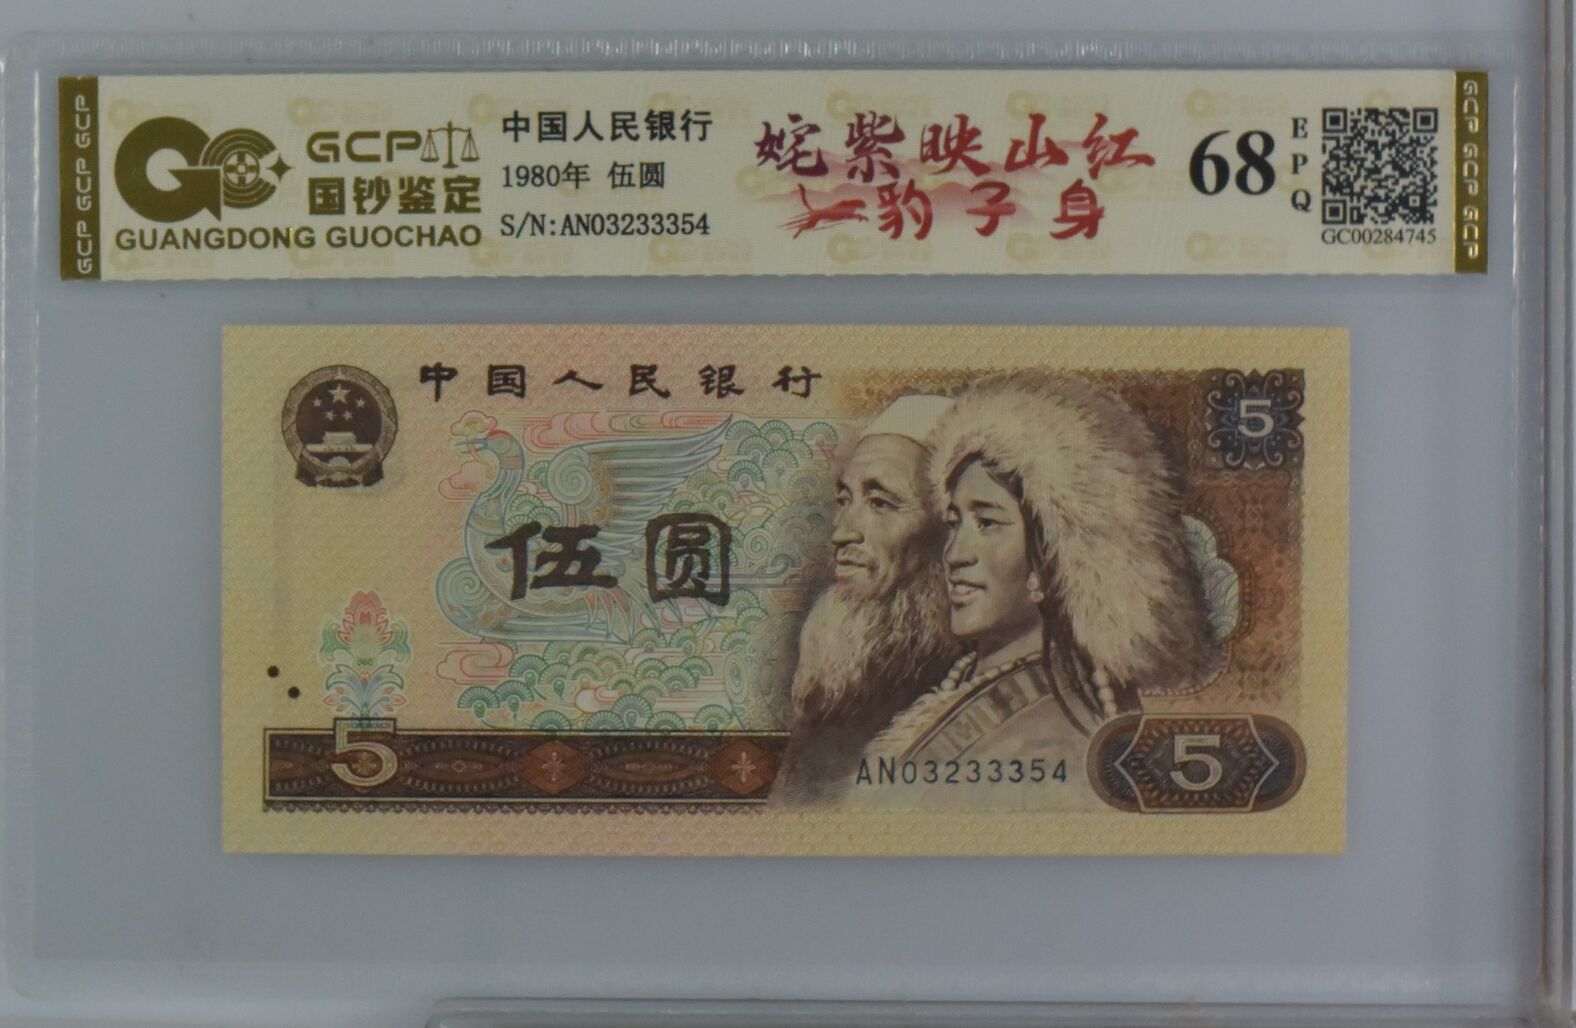 GCP GCP GCP
GCP
国钞鉴定
GUANGDONG GUOCHAO
中国人民银行
1980年 伍圆
S/N:AN03233354
姹紫映山红
豹子身
68
EPQ
GC00284745
GCP GCP GCP
中国人民银行
5
伍圆
5
AN03233354
5